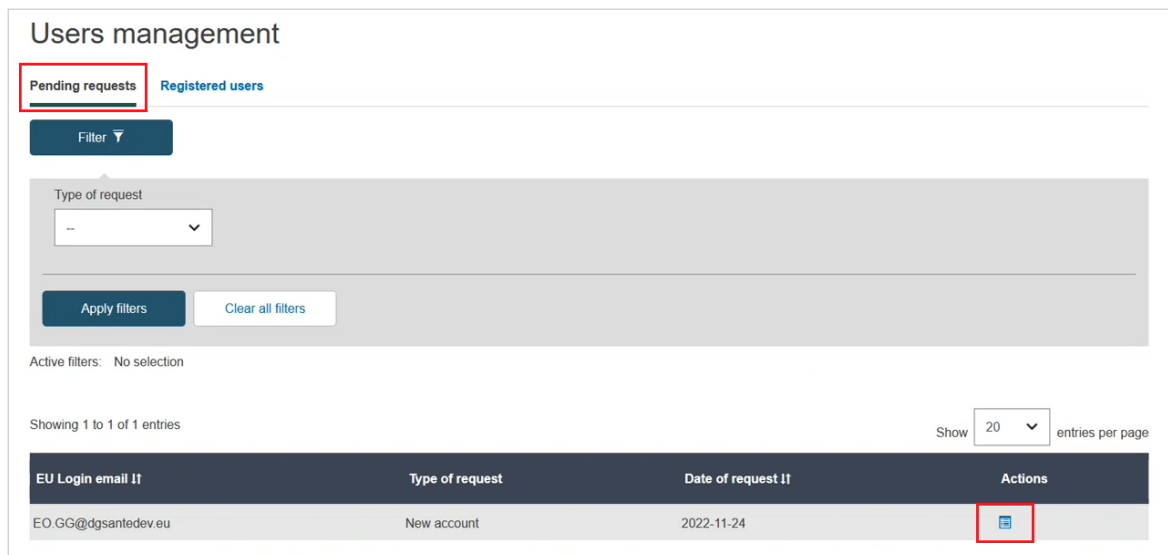 Users management
Pending requests Registered users
Filter
Type of request
--
Apply filters Clear all filters
Active filters: No selection
Showing 1 to 1 of 1 entries
Show 20 entries per page
EU Login email Type of request Date of request Actions
EO.GG@dgsantedev.eu New account 2022-11-24